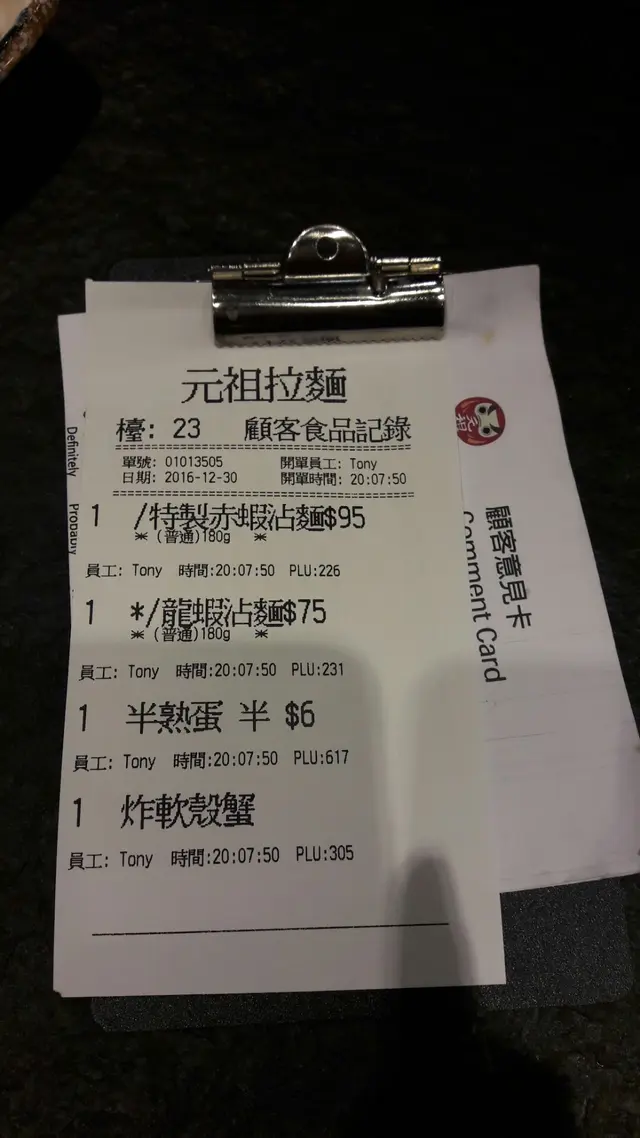 元祖拉麵
檯: 23 顧客食品記錄
單號: 01013505 開單員工: Tony
日期: 2016-12-30 開單時間: 20:07:50
1 /特製赤蝦沾麵$95
* (普通)180g *
員工: Tony 時間:20:07:50 PLU:226
1 */龍蝦沾麵$75
* (普通)180g *
員工: Tony 時間:20:07:50 PLU:231
1 半熟蛋 半 $6
員工: Tony 時間:20:07:50 PLU:617
1 炸軟殼蟹
員工: Tony 時間:20:07:50 PLU:305
Definitely
Probably
元祖
顧客意見卡
Comment Card